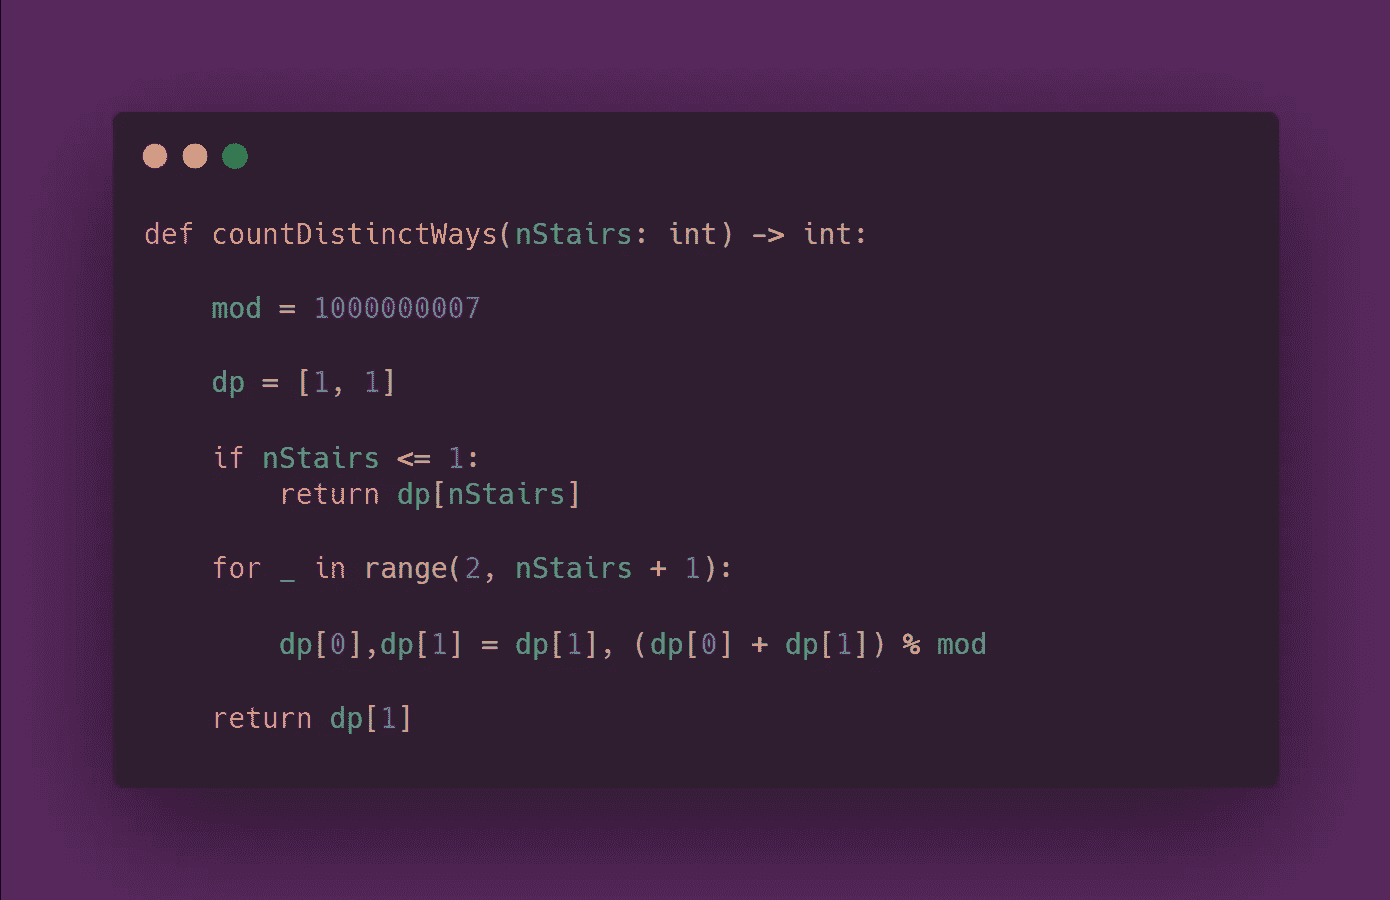 def countDistinctWays(nStairs: int) -> int:
    mod = 1000000007
    dp = [1, 1]
    if nStairs <= 1:
        return dp[nStairs]
    for _ in range(2, nStairs + 1):
        dp[0],dp[1] = dp[1], (dp[0] + dp[1]) % mod
    return dp[1]